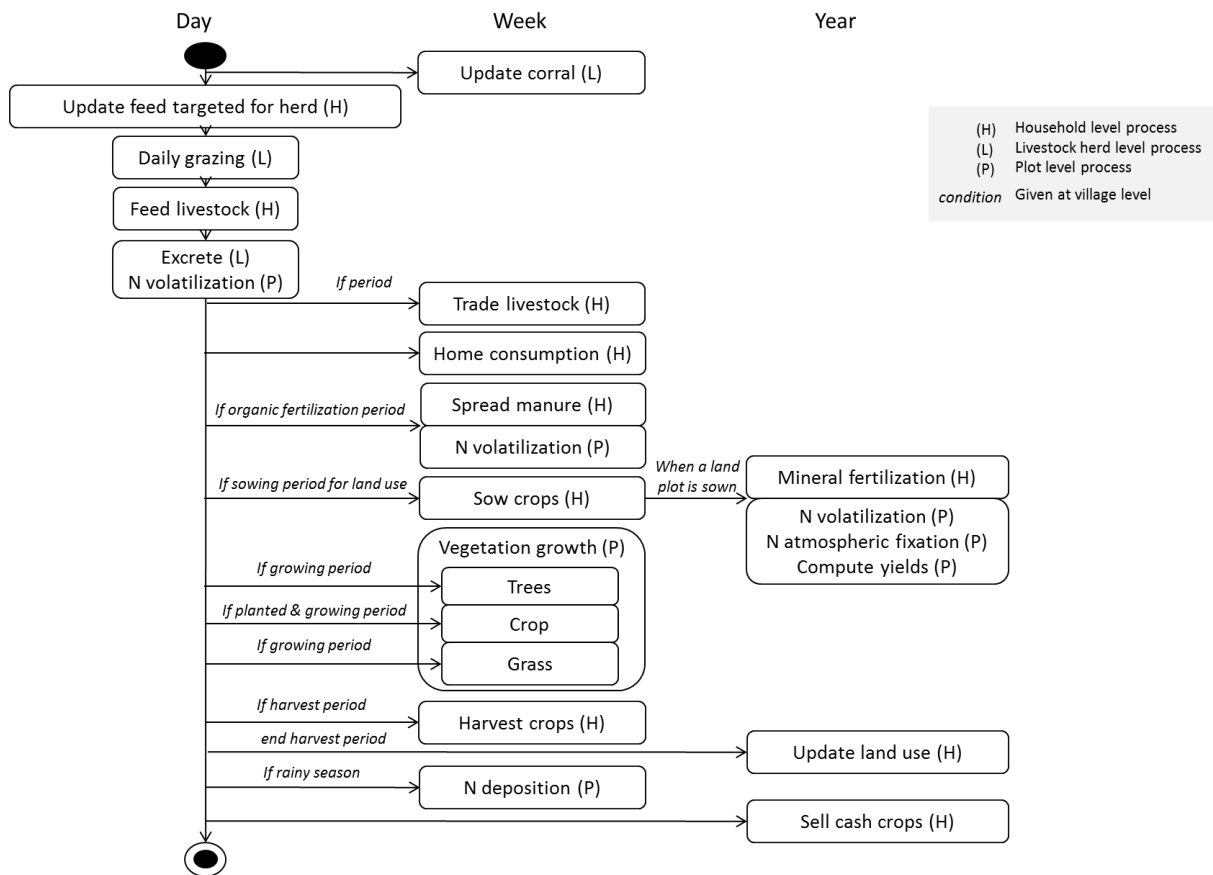 Day
Week
Year
Update corral (L)
Update feed targeted for herd (H)
Daily grazing (L)
Feed livestock (H)
Excrete (L)
N volatilization (P)
If period
Trade livestock (H)
Home consumption (H)
If organic fertilization period
Spread manure (H)
N volatilization (P)
If sowing period for land use
Sow crops (H)
When a land
plot is sown
Mineral fertilization (H)
N volatilization (P)
N atmospheric fixation (P)
Compute yields (P)
Vegetation growth (P)
If growing period
Trees
If planted & growing period
Crop
If growing period
Grass
If harvest period
Harvest crops (H)
end harvest period
Update land use (H)
If rainy season
N deposition (P)
Sell cash crops (H)
(H) Household level process
(L) Livestock herd level process
(P) Plot level process
condition Given at village level